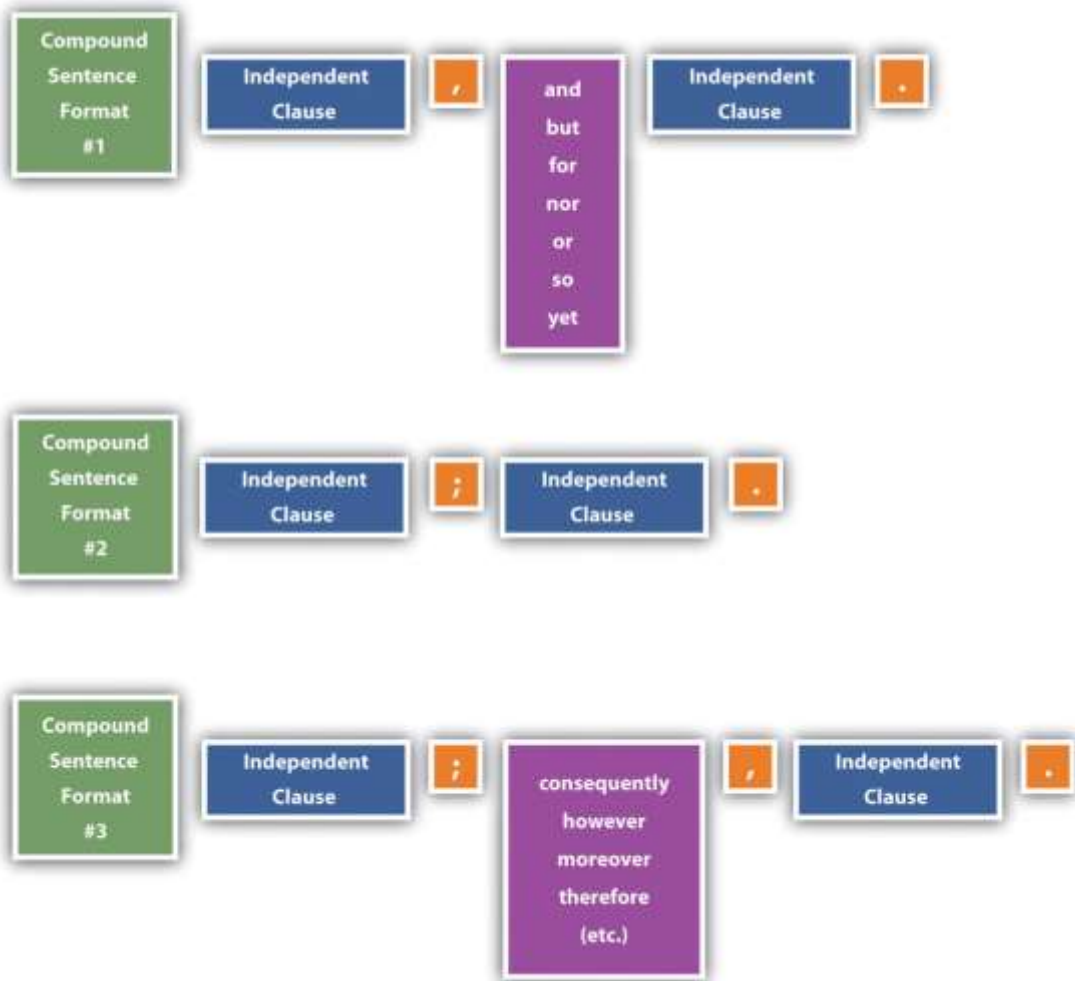 Compound
Sentence
Format
#1
Independent
Clause
,
and
but
for
nor
or
so
yet
Independent
Clause
.
Compound
Sentence
Format
#2
Independent
Clause
;
Independent
Clause
.
Compound
Sentence
Format
#3
Independent
Clause
;
consequently
however
moreover
therefore
(etc.)
,
Independent
Clause
.